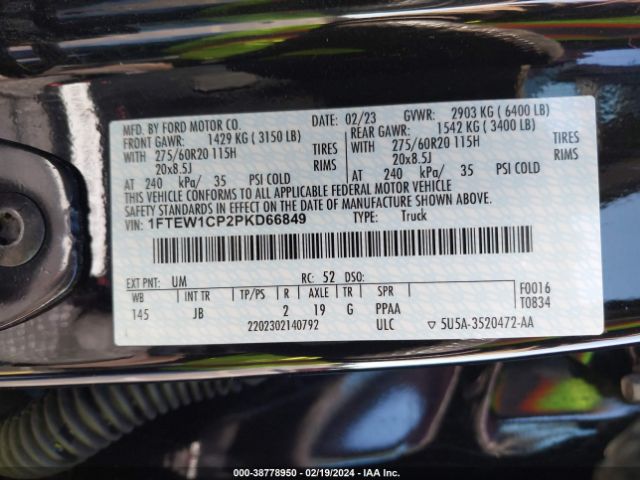 MFD. BY FORD MOTOR CO. 02/23 GVWR: 2903 KG ( 6400 LB)
FRONT GAWR: 1429 KG ( 3150 LB) REAR GAWR: 1542 KG ( 3400 LB)
WITH 275/60R20 115H TIRES WITH 275/60R20 115H TIRES
20x8.5J RIMS 20x8.5J RIMS
AT 240 kPa/ 35 PSI COLD AT 240 kPa/ 35 PSI COLD
THIS VEHICLE CONFORMS TO ALL APPLICABLE FEDERAL MOTOR VEHICLE
SAFETY AND THEFT PREVENTION STANDARDS IN EFFECT ON THE DATE OF MANUFACTURE SHOWN ABOVE.
VIN: 1FTEW1CP2PKD66849 TYPE: Truck
EXT PNT: UM RC: 52 DSO: F0016
WB INT TR TP/PS R AXLE TR SPR T0834
145 JB 2 19 G PPAA
2202302140792 ULC ▽ 5U5A-3520472-AA
000-38778950 - 02/19/2024 - IAA Inc.